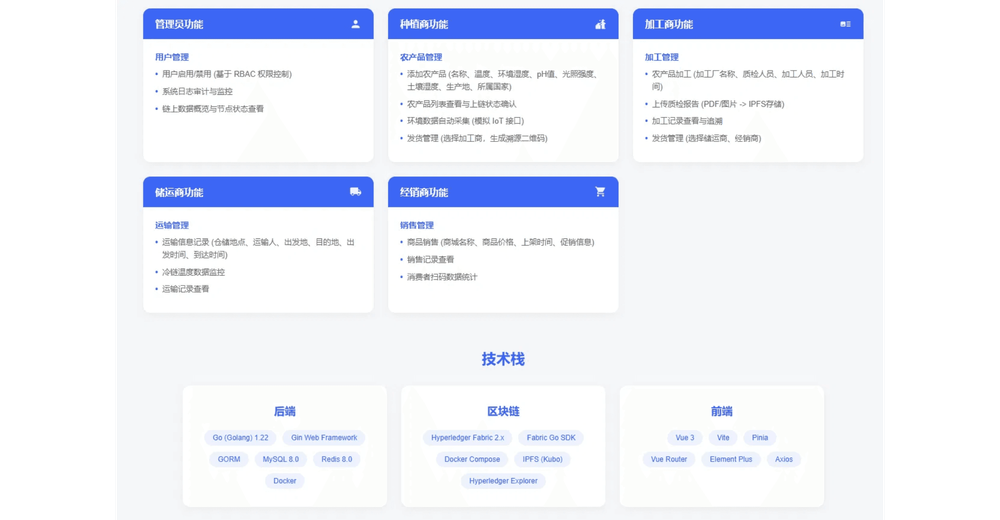 管理员功能
用户管理
• 用户启用/禁用 (基于 RBAC 权限控制)
• 系统日志审计与监控
• 链上数据概览与节点状态查看
种植商功能
农产品管理
• 添加农产品 (名称、温度、环境湿度、pH值、光照强度、
土壤湿度、生产地、所属国家)
• 农产品列表查看与上链状态确认
• 环境数据自动采集 (模拟 IoT 接口)
• 发货管理 (选择加工商，生成溯源二维码)
加工商功能
加工管理
• 农产品加工 (加工厂名称、质检人员、加工人员、加工时
间)
• 上传质检报告 (PDF/图片 -> IPFS存储)
• 加工记录查看与追溯
• 发货管理 (选择储运商、经销商)
储运商功能
运输管理
• 运输信息记录 (仓储地点、运输人、出发地、目的地、出
发时间、到达时间)
• 冷链温度数据监控
• 运输记录查看
经销商功能
销售管理
• 商品销售 (商城名称、商品价格、上架时间、促销信息)
• 销售记录查看
• 消费者扫码数据统计
技术栈
后端
Go (Golang) 1.22 Gin Web Framework
GORM MySQL 8.0 Redis 8.0
Docker
区块链
Hyperledger Fabric 2.x Fabric Go SDK
Docker Compose IPFS (Kubo)
Hyperledger Explorer
前端
Vue 3 Vite Pinia
Vue Router Element Plus Axios